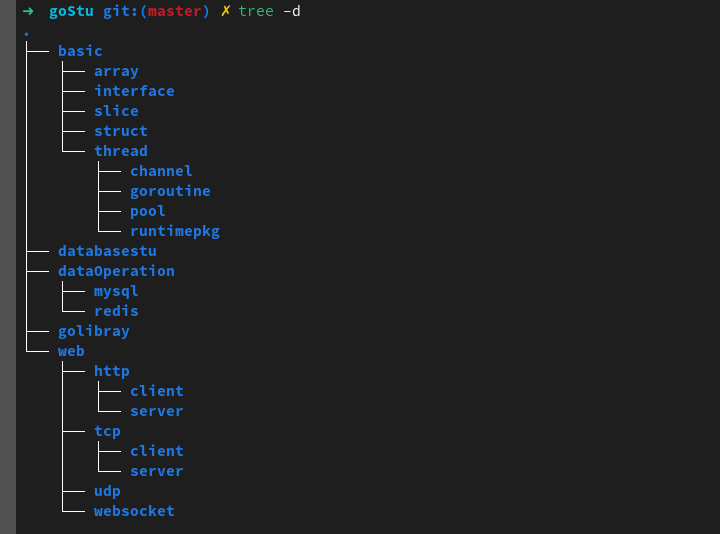 ➜  goStu git:(master) ✗ tree -d
.
├── basic
│   ├── array
│   ├── interface
│   ├── slice
│   ├── struct
│   └── thread
│       ├── channel
│       ├── goroutine
│       ├── pool
│       └── runtimepkg
├── databasestu
├── dataOperation
│   ├── mysql
│   └── redis
├── golibray
└── web
    ├── http
    │   ├── client
    │   └── server
    ├── tcp
    │   ├── client
    │   └── server
    ├── udp
    └── websocket